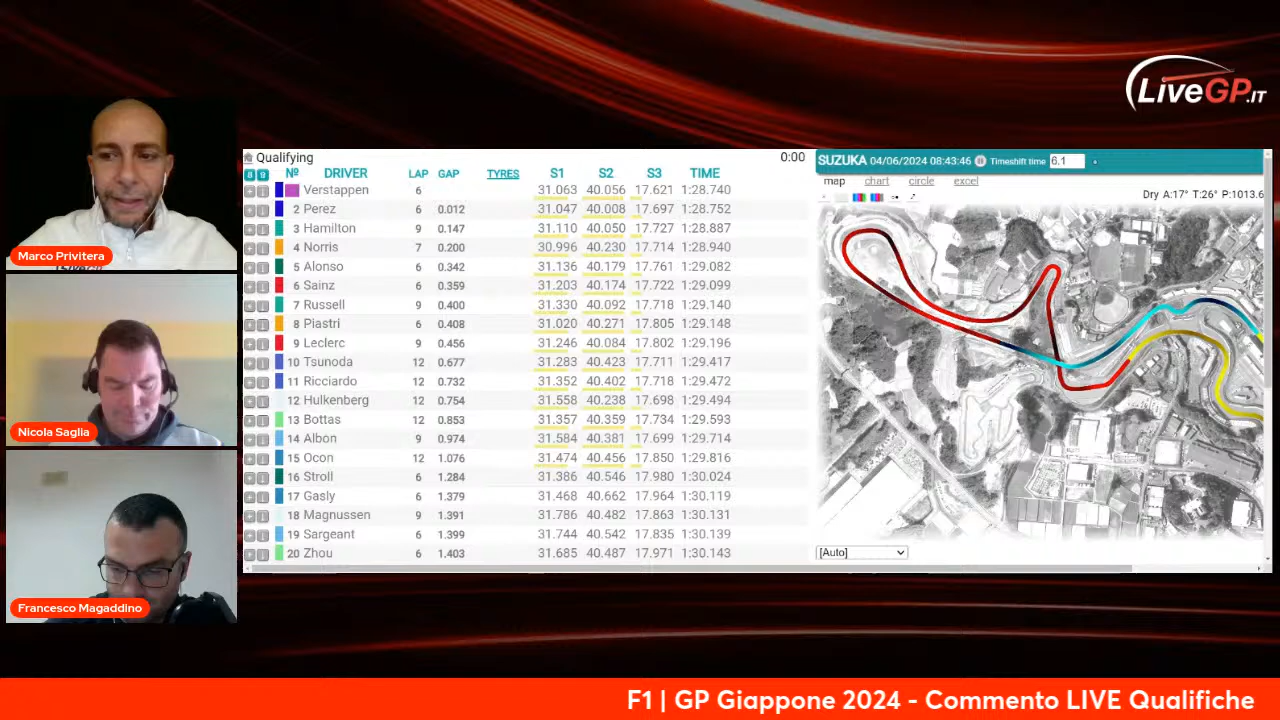 LiveGP.IT
Marco Privitera
Nicola Saglia
Francesco Magaddino
Qualifying 0:00
Nº DRIVER LAP GAP TYRES S1 S2 S3 TIME
Verstappen 6 31.063 40.056 17.621 1:28.740
2 Perez 6 0.012 31.047 40.008 17.697 1:28.752
3 Hamilton 9 0.147 31.110 40.050 17.727 1:28.887
4 Norris 7 0.200 30.996 40.230 17.714 1:28.940
5 Alonso 6 0.342 31.136 40.179 17.761 1:29.082
6 Sainz 6 0.359 31.203 40.174 17.722 1:29.099
7 Russell 9 0.400 31.330 40.092 17.718 1:29.140
8 Piastri 6 0.408 31.020 40.271 17.805 1:29.148
9 Leclerc 9 0.456 31.246 40.084 17.802 1:29.196
10 Tsunoda 12 0.677 31.283 40.423 17.711 1:29.417
11 Ricciardo 12 0.732 31.352 40.402 17.718 1:29.472
12 Hulkenberg 12 0.754 31.558 40.238 17.698 1:29.494
13 Bottas 12 0.853 31.357 40.359 17.734 1:29.593
14 Albon 9 0.974 31.584 40.381 17.699 1:29.714
15 Ocon 12 1.076 31.474 40.456 17.850 1:29.816
16 Stroll 6 1.284 31.386 40.546 17.980 1:30.024
17 Gasly 6 1.379 31.468 40.662 17.964 1:30.119
18 Magnussen 9 1.391 31.786 40.482 17.863 1:30.131
19 Sargeant 6 1.399 31.744 40.542 17.835 1:30.139
20 Zhou 6 1.403 31.685 40.487 17.971 1:30.143
SUZUKA 04/06/2024 08:43:46 Timeshift time 6.1
map chart circle excel
Dry A:17° T:26° P:1013.6
[Auto]
F1 | GP Giappone 2024 - Commento LIVE Qualifiche